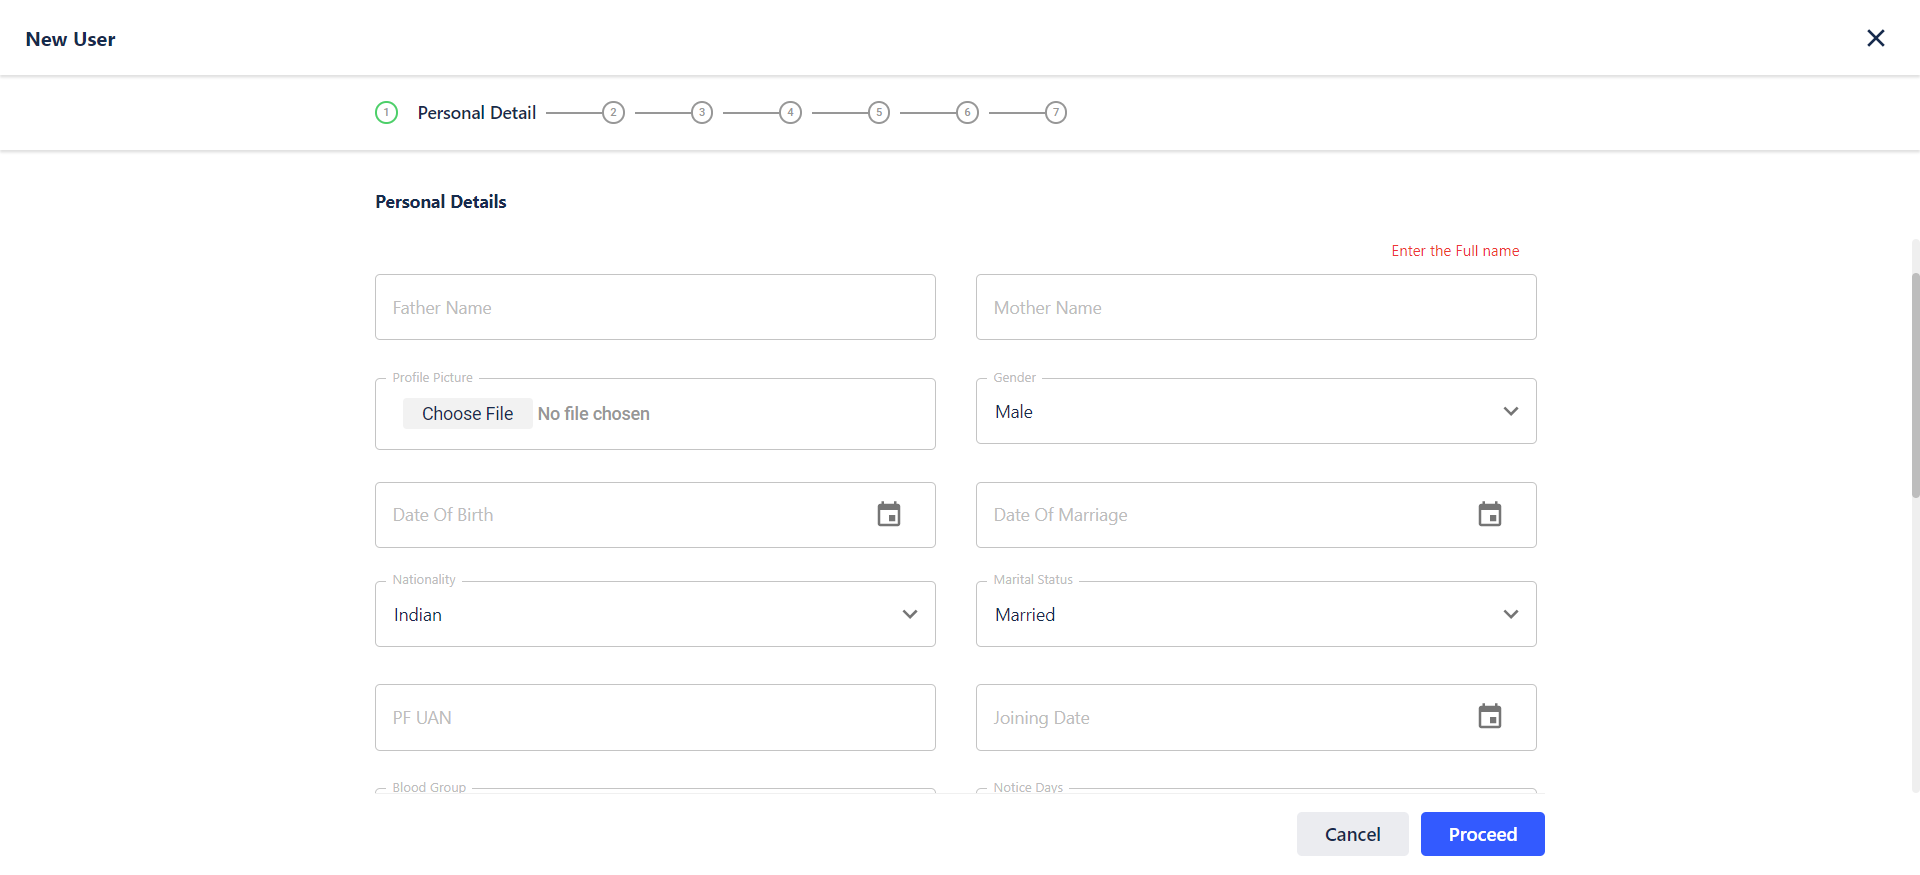 New User
1 Personal Detail 2 3 4 5 6 7
Personal Details
Enter the Full name
Father Name
Mother Name
Profile Picture
Choose File No file chosen
Gender
Male
Date Of Birth
Date Of Marriage
Nationality
Indian
Marital Status
Married
PF UAN
Joining Date
Blood Group
Notice Days
Cancel
Proceed